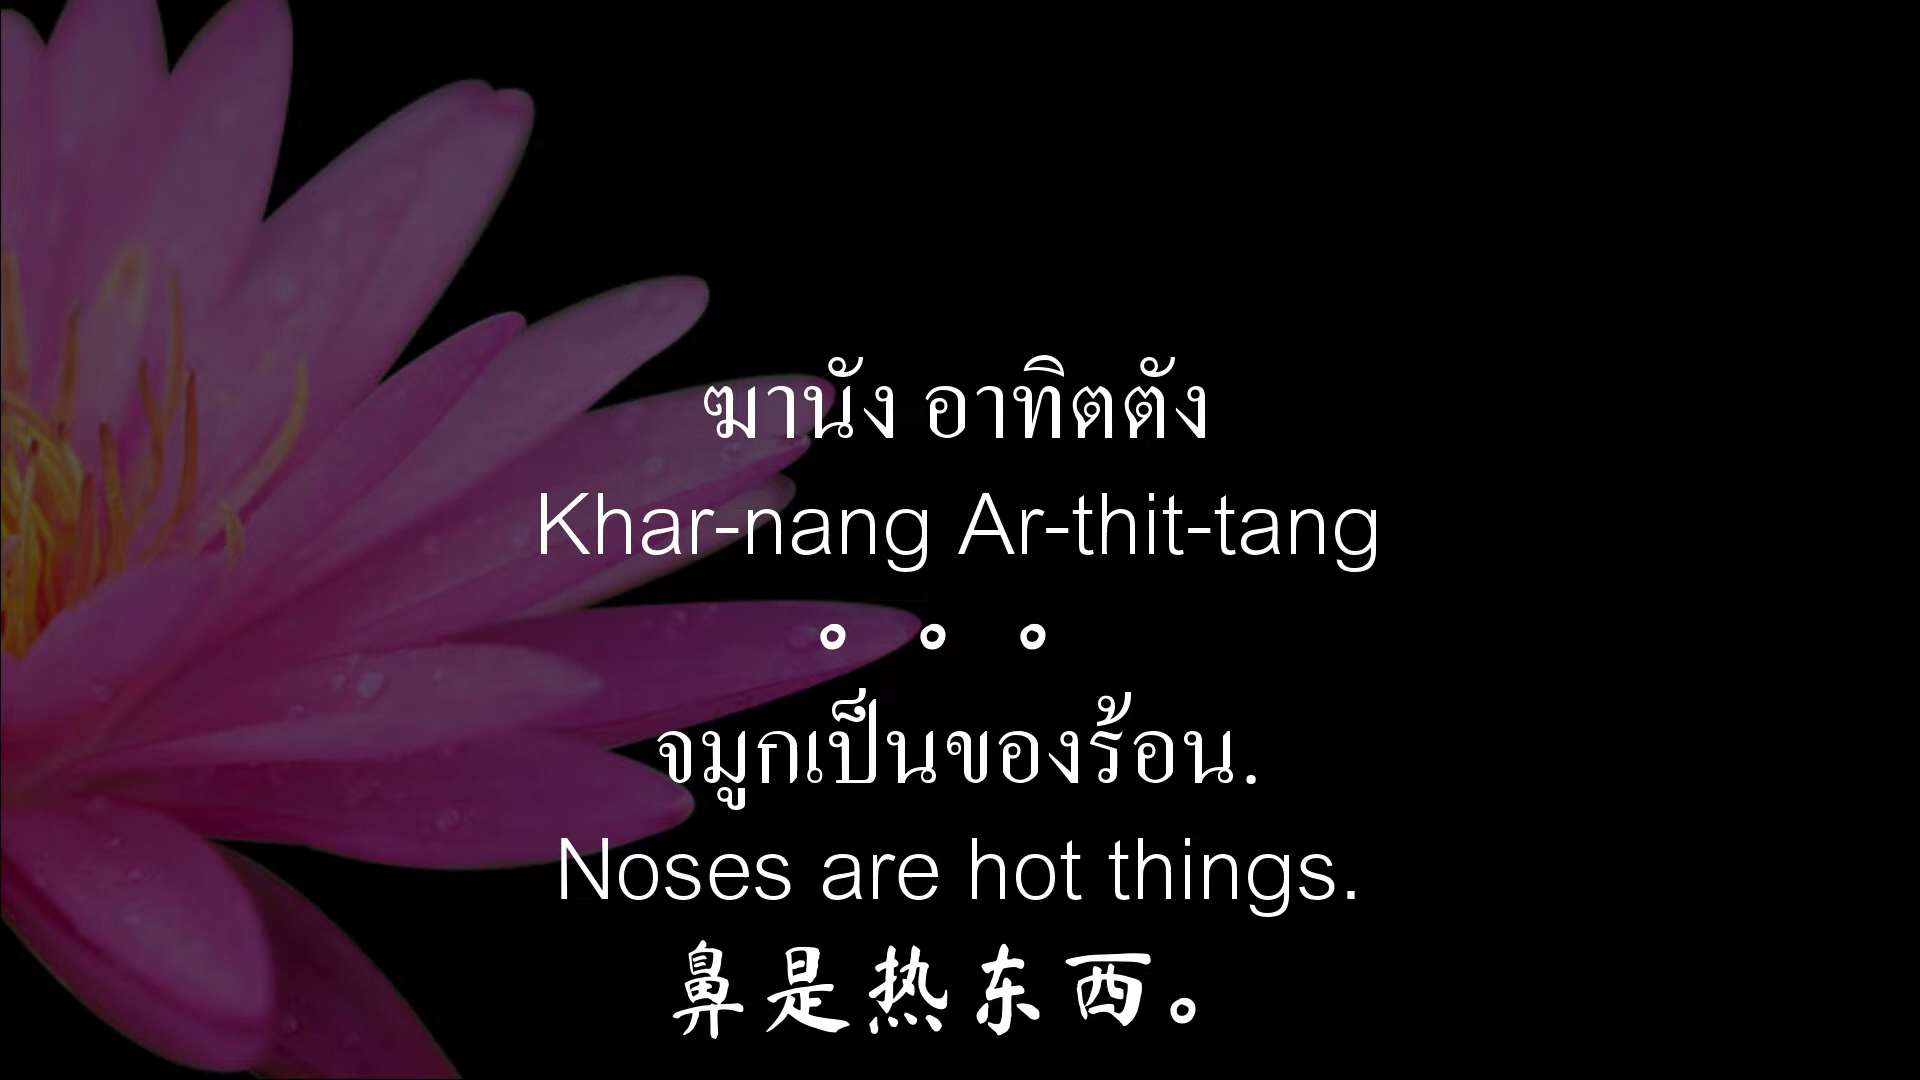 ฆานัง อาทิตตัง
Khar-nang Ar-thit-tang
。。。
จมูกเป็นของร้อน.
Noses are hot things.
鼻是热东西。